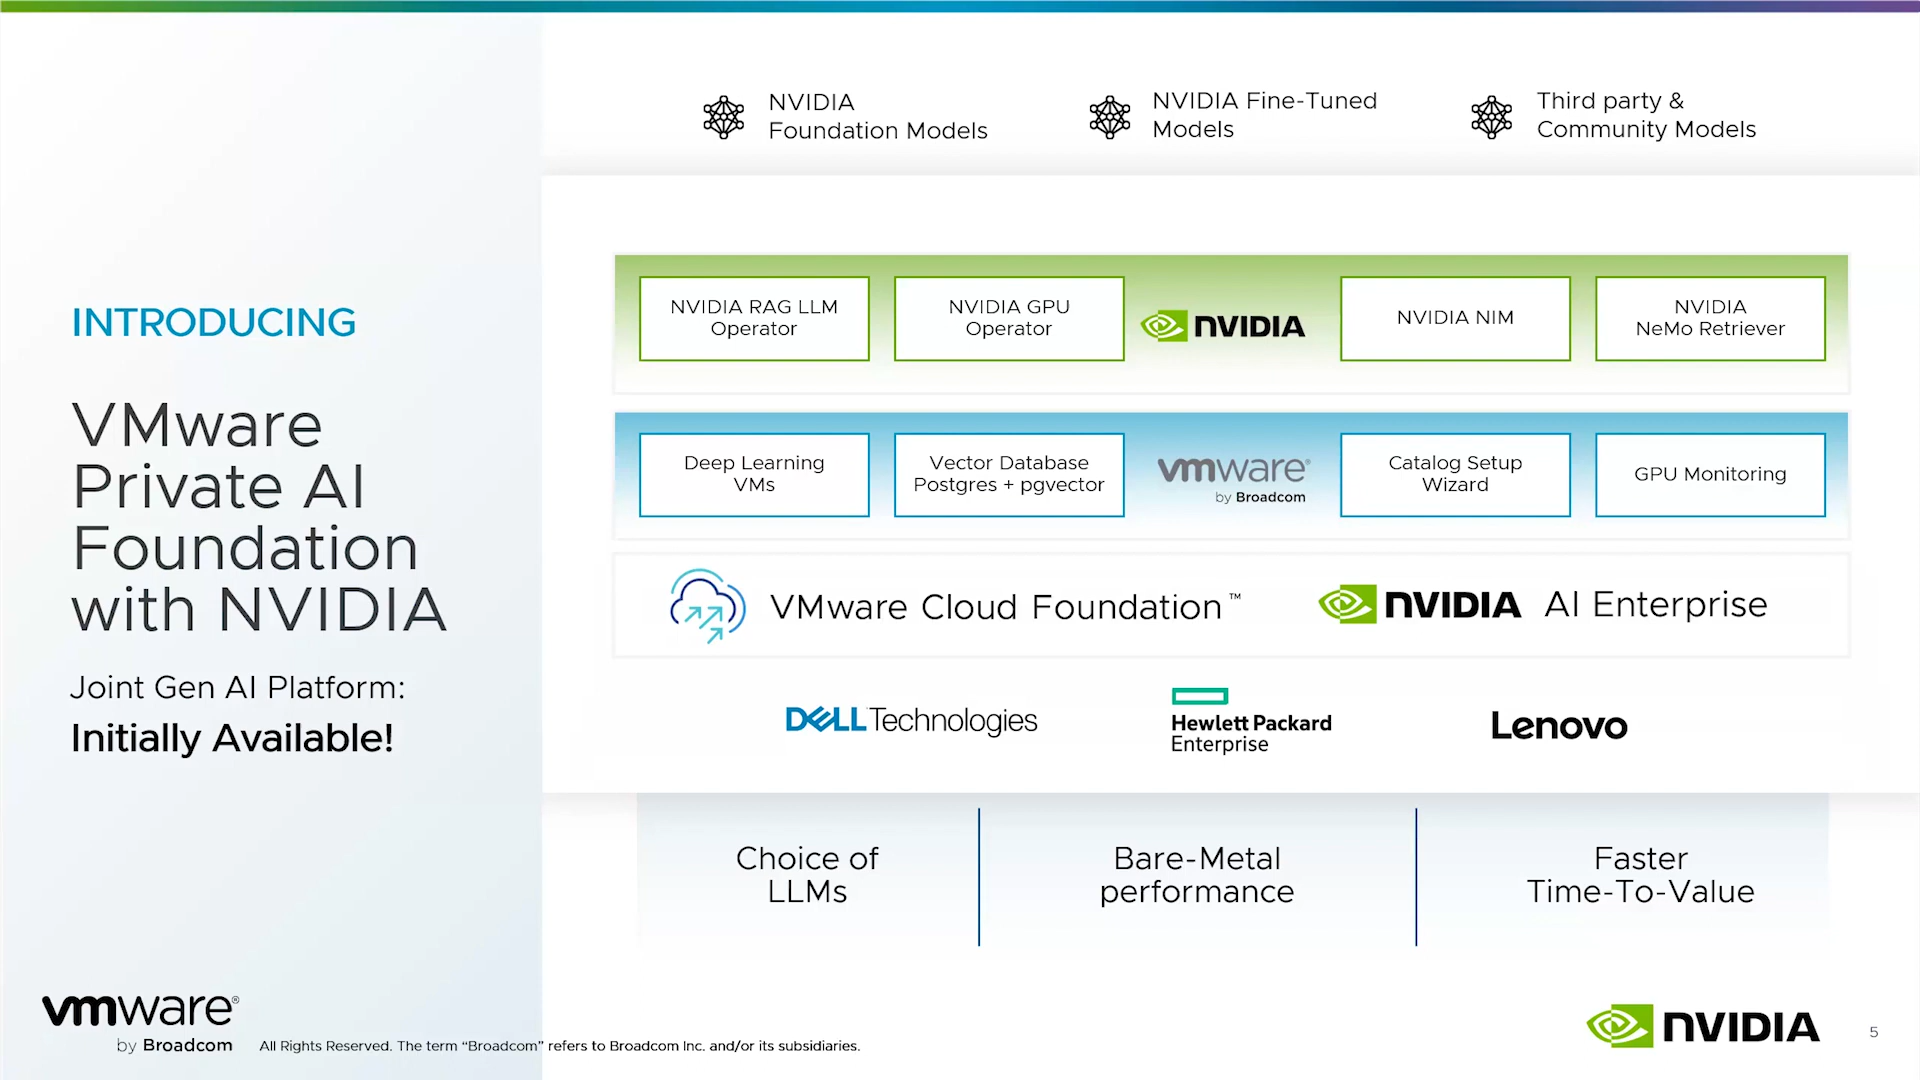 INTRODUCING
VMware
Private AI
Foundation
with NVIDIA
Joint Gen AI Platform:
Initially Available!
NVIDIA
Foundation Models
NVIDIA Fine-Tuned
Models
Third party &
Community Models
NVIDIA RAG LLM
Operator
NVIDIA GPU
Operator
NVIDIA
NVIDIA NIM
NVIDIA
NeMo Retriever
Deep Learning
VMs
Vector Database
Postgres + pgvector
vmware®
by Broadcom
Catalog Setup
Wizard
GPU Monitoring
VMware Cloud Foundation™
NVIDIA AI Enterprise
DELL Technologies
Hewlett Packard
Enterprise
Lenovo
Choice of
LLMs
Bare-Metal
performance
Faster
Time-To-Value
vmware®
by Broadcom
All Rights Reserved. The term “Broadcom” refers to Broadcom Inc. and/or its subsidiaries.
NVIDIA
5